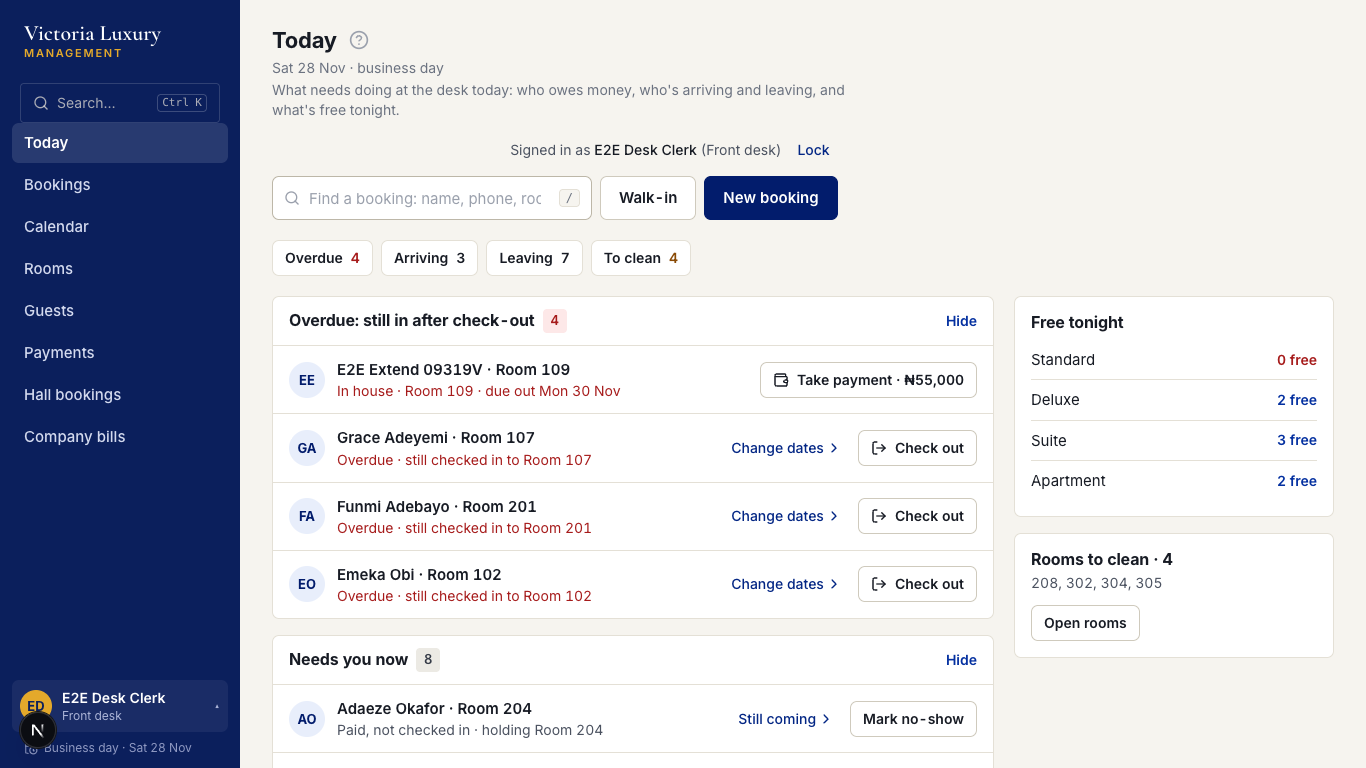 Victoria Luxury
MANAGEMENT
Search... Ctrl K
Today
Bookings
Calendar
Rooms
Guests
Payments
Hall bookings
Company bills
ED
E2E Desk Clerk
Front desk
N
Business day · Sat 28 Nov
Today ?
Sat 28 Nov · business day
What needs doing at the desk today: who owes money, who's arriving and leaving, and
what's free tonight.
Signed in as E2E Desk Clerk (Front desk) Lock
Find a booking: name, phone, roo /
Walk-in
New booking
Overdue 4
Arriving 3
Leaving 7
To clean 4
Overdue: still in after check-out 4
Hide
EE
E2E Extend 09319V · Room 109
In house · Room 109 · due out Mon 30 Nov
Take payment · ₦55,000
GA
Grace Adeyemi · Room 107
Overdue · still checked in to Room 107
Change dates
Check out
FA
Funmi Adebayo · Room 201
Overdue · still checked in to Room 201
Change dates
Check out
EO
Emeka Obi · Room 102
Overdue · still checked in to Room 102
Change dates
Check out
Needs you now 8
Hide
AO
Adaeze Okafor · Room 204
Paid, not checked in · holding Room 204
Still coming
Mark no-show
Free tonight
Standard 0 free
Deluxe 2 free
Suite 3 free
Apartment 2 free
Rooms to clean · 4
208, 302, 304, 305
Open rooms